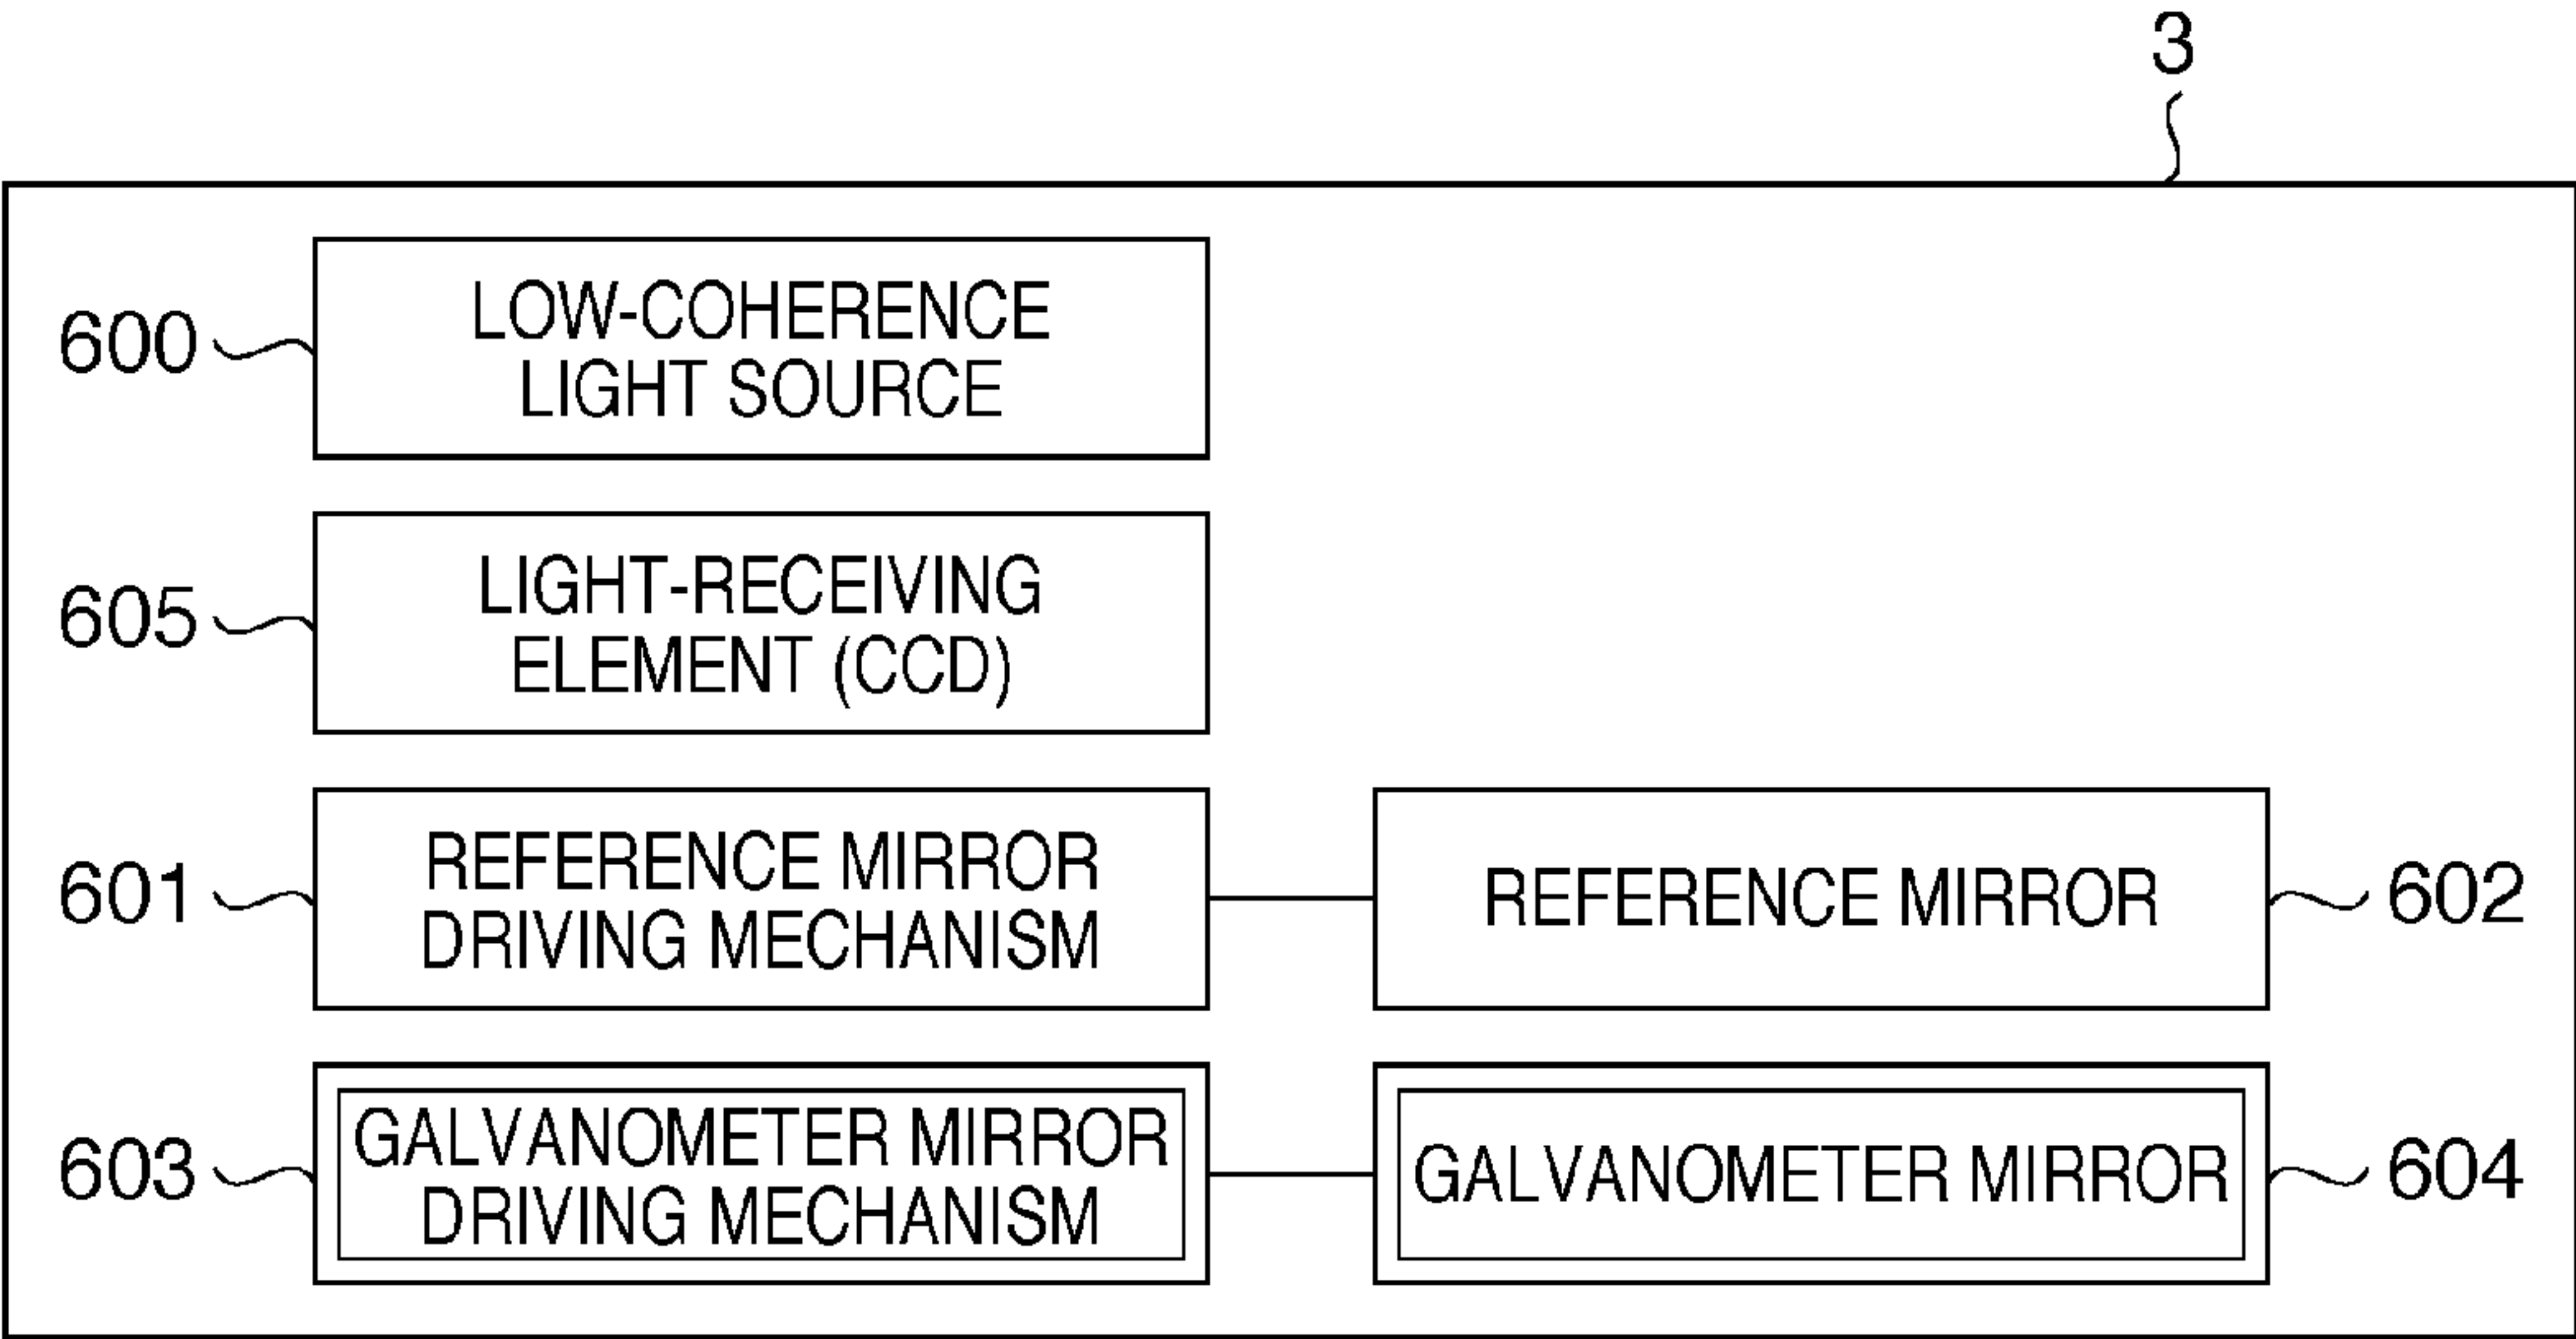 3
600
LOW-COHERENCE
LIGHT SOURCE
605
LIGHT-RECEIVING
ELEMENT (CCD)
601
REFERENCE MIRROR
DRIVING MECHANISM
REFERENCE MIRROR
602
603
GALVANOMETER MIRROR
DRIVING MECHANISM
GALVANOMETER MIRROR
604